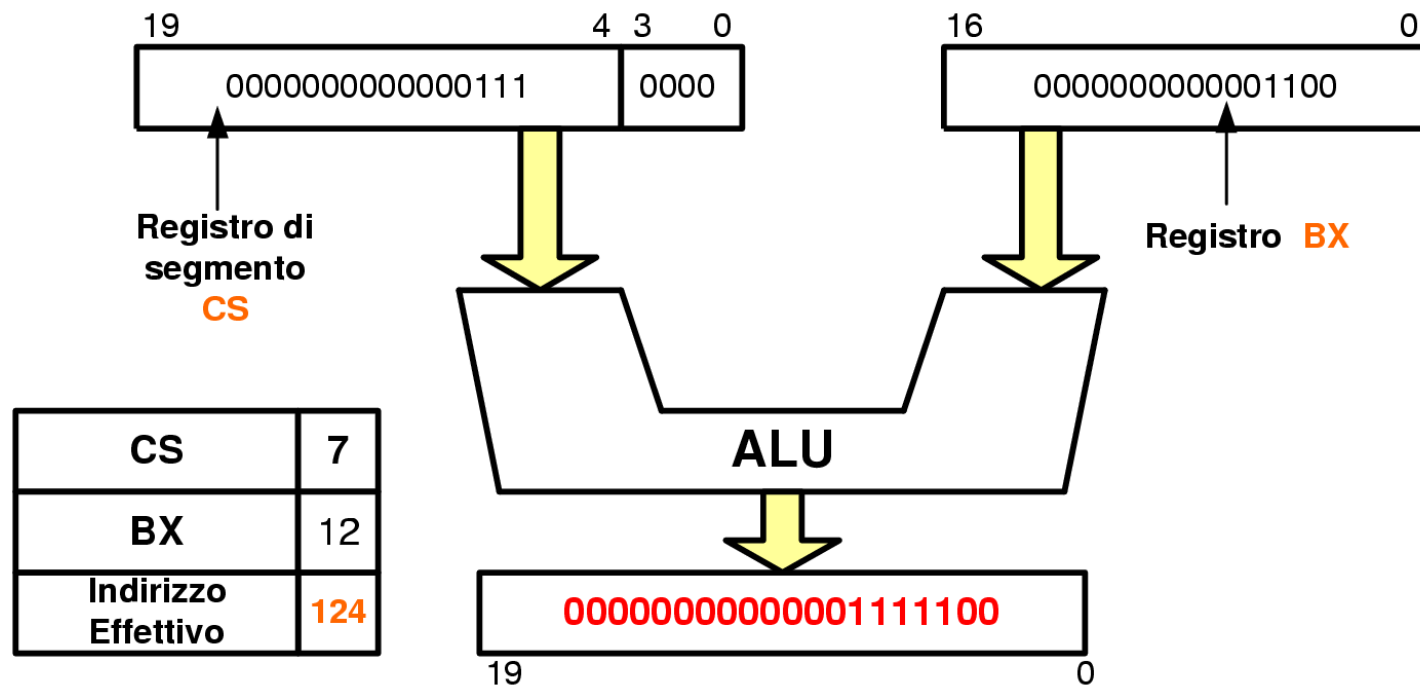 19 4 3 0
16 0
0000000000000111 0000
0000000000001100
Registro di
segmento
CS
Registro BX
ALU
CS 7
BX 12
Indirizzo
Effettivo
124
00000000000001111100
19 0